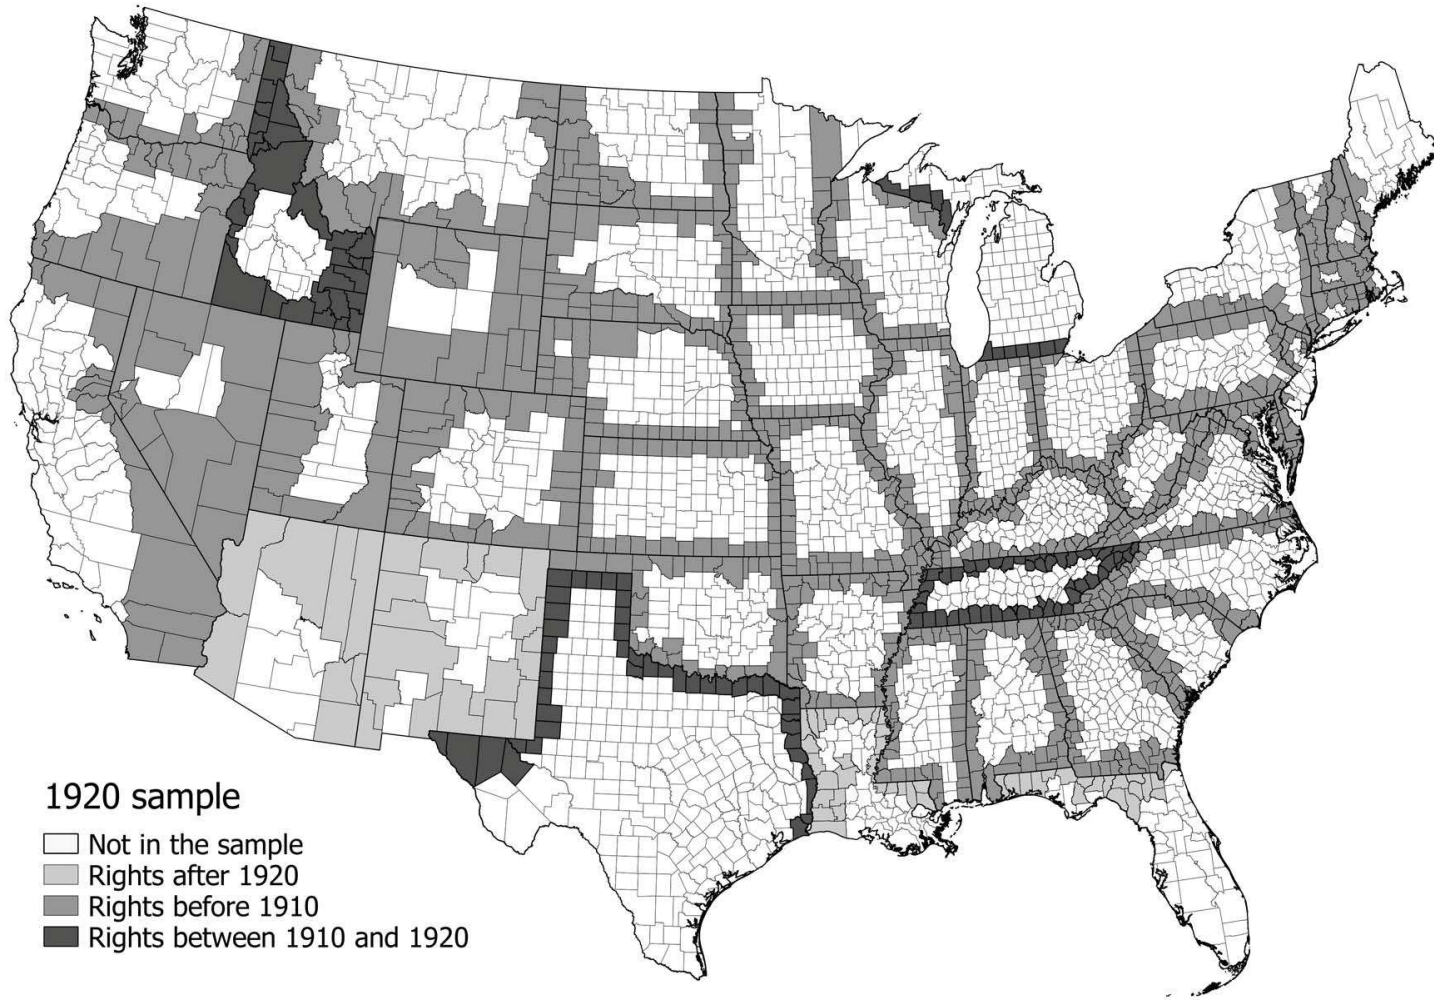 1920 sample
Not in the sample
Rights after 1920
Rights before 1910
Rights between 1910 and 1920